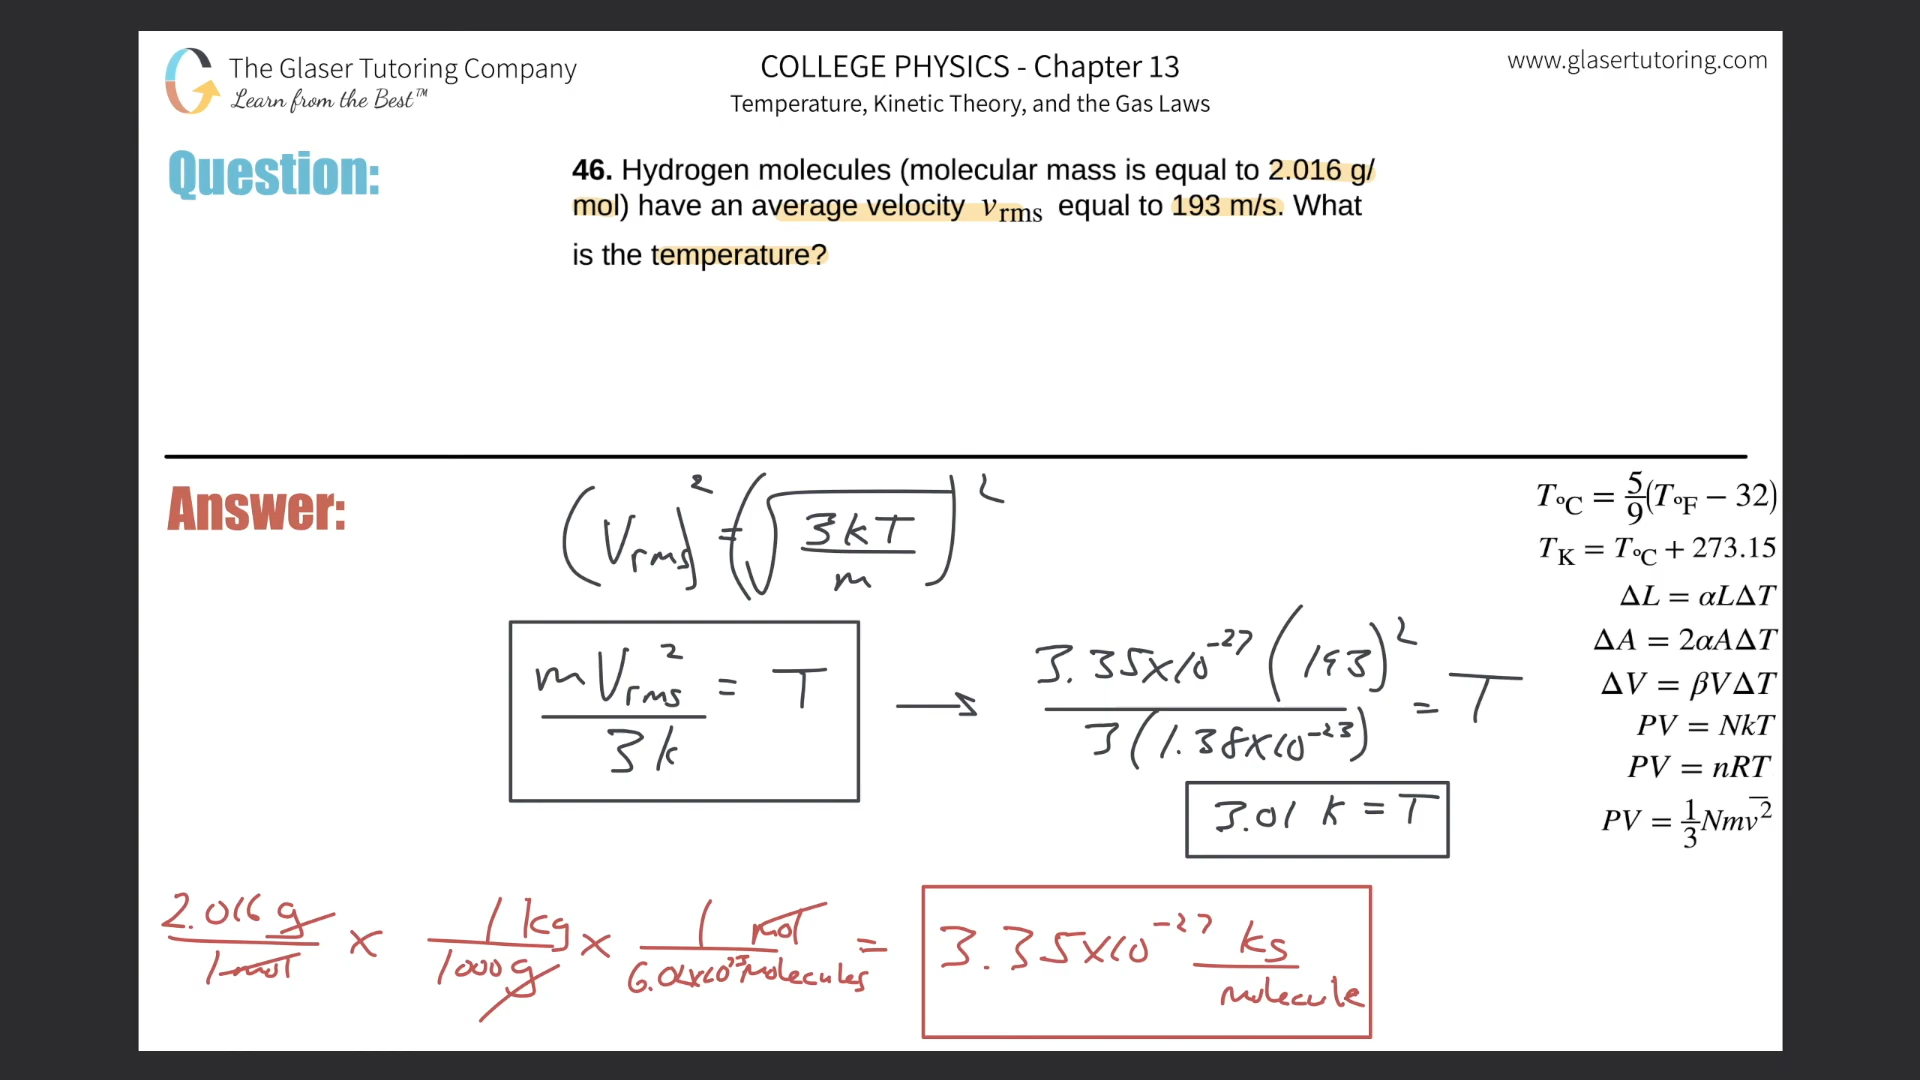 The Glaser Tutoring Company
Learn from the Best™
COLLEGE PHYSICS - Chapter 13
Temperature, Kinetic Theory, and the Gas Laws
www.glasertutoring.com
Question:
46. Hydrogen molecules (molecular mass is equal to 2.016 g/
mol) have an average velocity v_rms equal to 193 m/s. What
is the temperature?
Answer:
(V_rms)² = (√(3kT/m))²
mV_rms²/3k = T → 3.35x10⁻²⁷(193)²/3(1.38x10⁻²³) = T
3.01 K = T
2.016 g/1 mol x 1 kg/1000 g x 1 mol/6.02x10²³ molecules = 3.35x10⁻²⁷ kg/molecule
T°C = 5/9(T°F − 32)
T_K = T°C + 273.15
ΔL = αLΔT
ΔA = 2αAΔT
ΔV = βVΔT
PV = NkT
PV = nRT
PV = 1/3 Nmv̅²